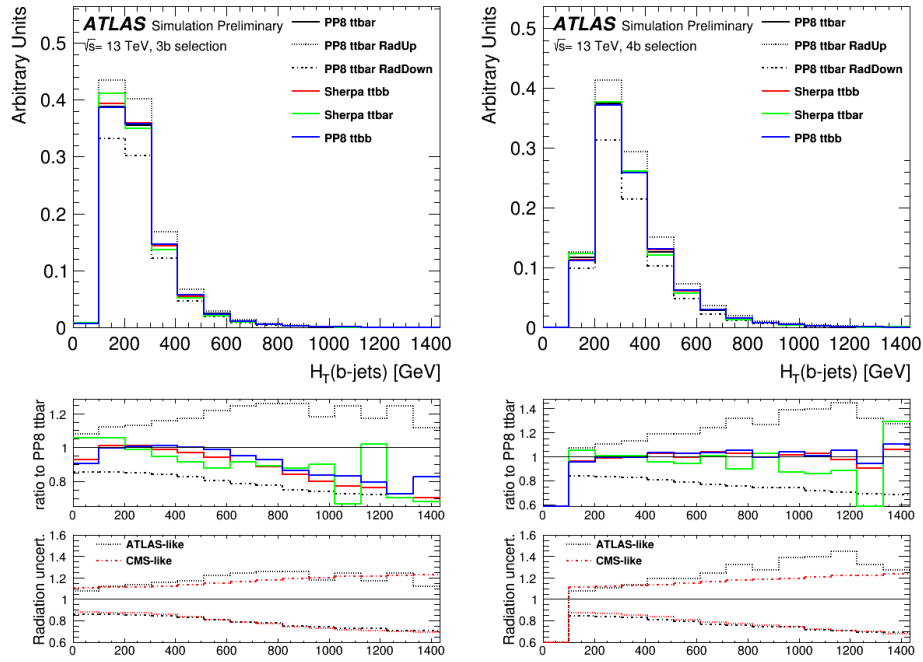 ATLAS Simulation Preliminary
√s= 13 TeV, 3b selection
PP8 ttbar
PP8 ttbar RadUp
PP8 ttbar RadDown
Sherpa ttbb
Sherpa ttbar
PP8 ttbb
Arbitrary Units
0.5
0.4
0.3
0.2
0.1
0
0 200 400 600 800 1000 1200 1400
H_T(b-jets) [GeV]
ratio to PP8 ttbar
1.2
1
0.8
0 200 400 600 800 1000 1200 1400
Radiation uncert.
ATLAS-like
CMS-like
1.6
1.4
1.2
1
0.8
0.6
0 200 400 600 800 1000 1200 1400
ATLAS Simulation Preliminary
√s= 13 TeV, 4b selection
PP8 ttbar
PP8 ttbar RadUp
PP8 ttbar RadDown
Sherpa ttbb
Sherpa ttbar
PP8 ttbb
Arbitrary Units
0.5
0.4
0.3
0.2
0.1
0
0 200 400 600 800 1000 1200 1400
H_T(b-jets) [GeV]
ratio to PP8 ttbar
1.4
1.2
1
0.8
0.6
0 200 400 600 800 1000 1200 1400
Radiation uncert.
ATLAS-like
CMS-like
1.6
1.4
1.2
1
0.8
0.6
0 200 400 600 800 1000 1200 1400